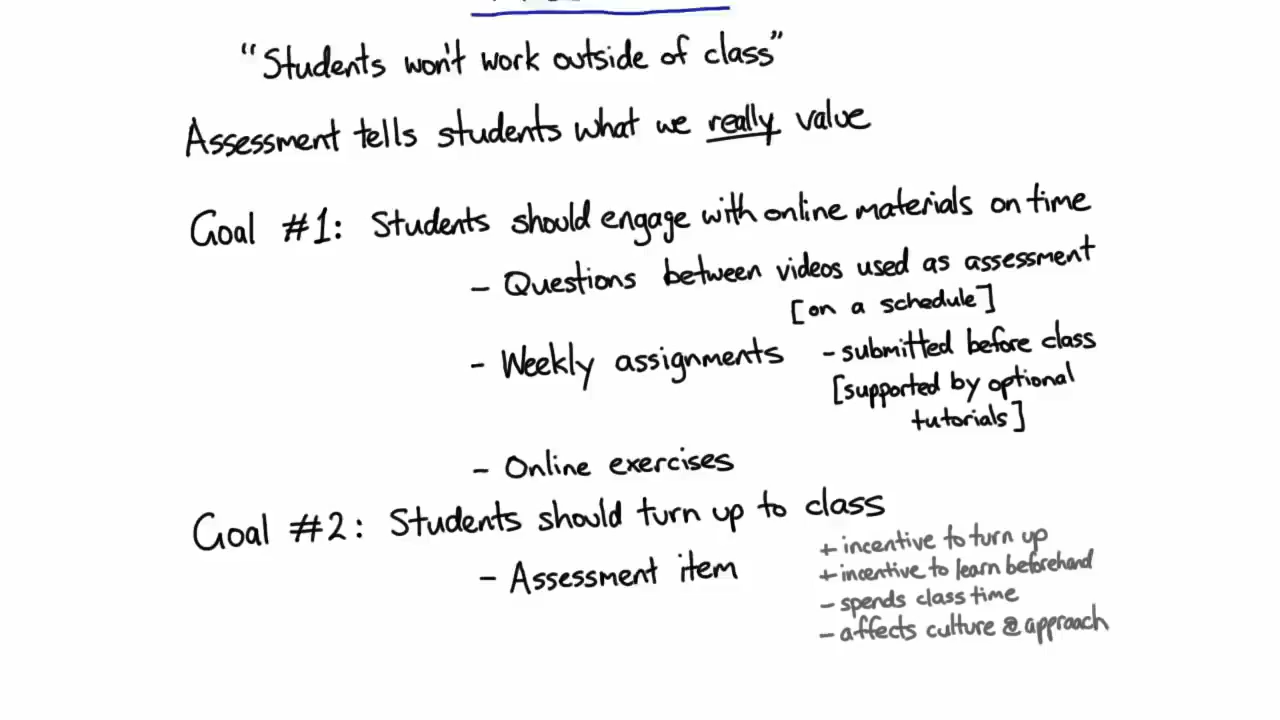 "Students won't work outside of class"
Assessment tells students what we really value
Goal #1: Students should engage with online materials on time
- Questions between videos used as assessment
[on a schedule]
- Weekly assignments - submitted before class
[supported by optional
tutorials]
- Online exercises
Goal #2: Students should turn up to class
- Assessment item
+ incentive to turn up
+ incentive to learn beforehand
- spends class time
- affects culture & approach